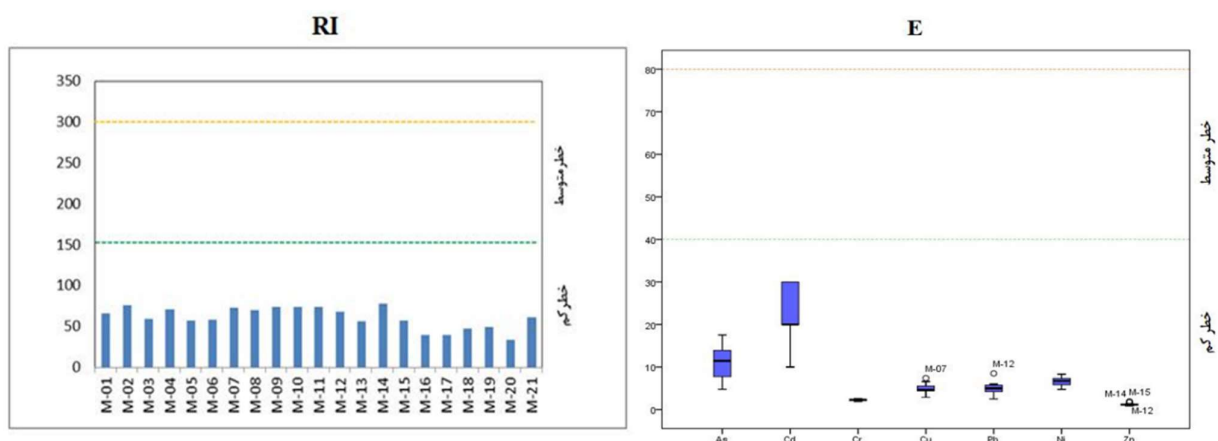 RI
350
300
250
200
150
100
50
0
خطر متوسط
خطر کم
M-01
M-02
M-03
M-04
M-05
M-06
M-07
M-08
M-09
M-10
M-11
M-12
M-13
M-14
M-15
M-16
M-17
M-18
M-19
M-20
M-21
E
80
70
60
50
40
30
20
10
0
خطر متوسط
خطر کم
M-07
M-12
M-14
M-15
M-12
As
Cd
Cr
Cu
Pb
Ni
Zn